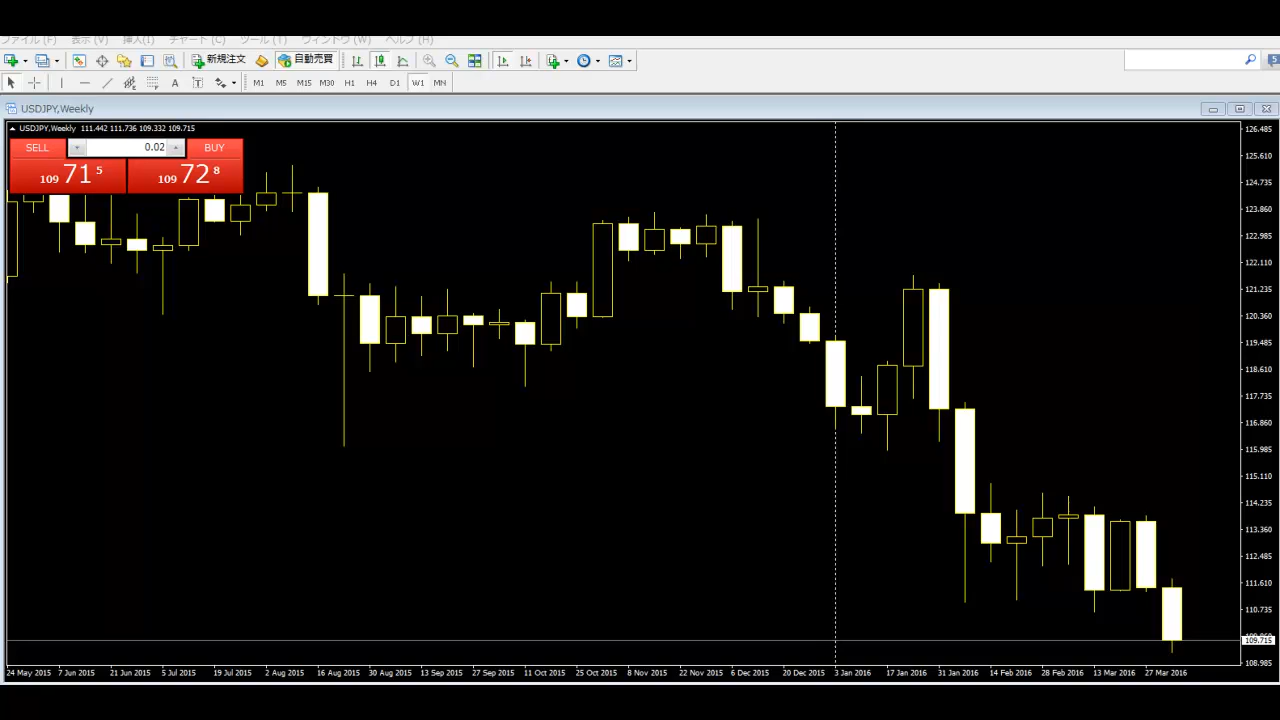 ファイル (F) 表示 (V) 挿入(I) チャート (C) ツール (T) ウィンドウ (W) ヘルプ (H)
新規注文 自動売買 5
A T M1 M5 M15 M30 H1 H4 D1 W1 MN
USDJPY,Weekly
USDJPY,Weekly 111.442 111.736 109.332 109.715
SELL 0.02 BUY
109 71 5 109 72 8
126.485
125.610
124.735
123.860
122.985
122.110
121.235
120.360
119.485
118.610
117.735
116.860
115.985
115.110
114.235
113.360
112.485
111.610
110.735
109.715
108.985
24 May 2015 7 Jun 2015 21 Jun 2015 5 Jul 2015 19 Jul 2015 2 Aug 2015 16 Aug 2015 30 Aug 2015 13 Sep 2015 27 Sep 2015 11 Oct 2015 25 Oct 2015 8 Nov 2015 22 Nov 2015 6 Dec 2015 20 Dec 2015 3 Jan 2016 17 Jan 2016 31 Jan 2016 14 Feb 2016 28 Feb 2016 13 Mar 2016 27 Mar 2016